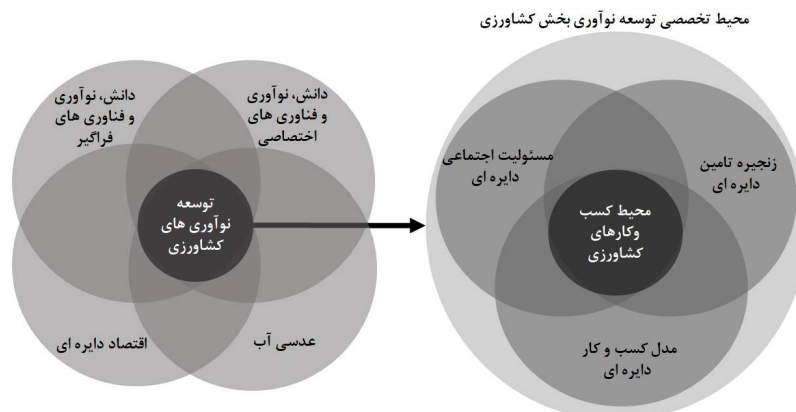 محیط تخصصی توسعه نوآوری بخش کشاورزی
دانش، نوآوری
و فناوری های
اختصاصی
دانش، نوآوری
و فناوری های
فراگیر
توسعه
نوآوری های
کشاورزی
عدسی آب
اقتصاد دایره ای
زنجیره تامین
دایره ای
مسئولیت اجتماعی
دایره ای
محیط کسب
وکارهای
کشاورزی
مدل کسب و کار
دایره ای